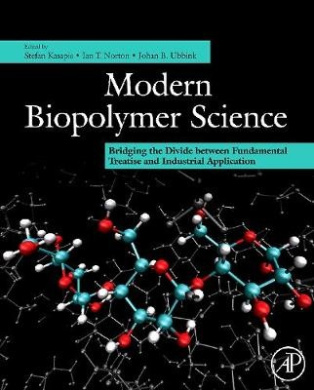 Edited by
Stefan Kasapis • Ian T. Norton • Johan B. Ubbink
Modern
Biopolymer Science
Bridging the Divide between Fundamental
Treatise and Industrial Application
AP